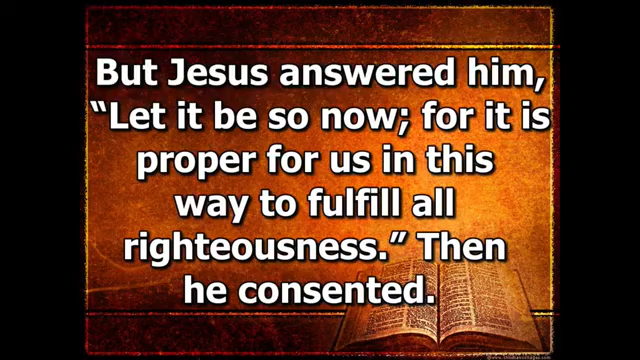 But Jesus answered him,
“Let it be so now; for it is
proper for us in this
way to fulfill all
righteousness.” Then
he consented.